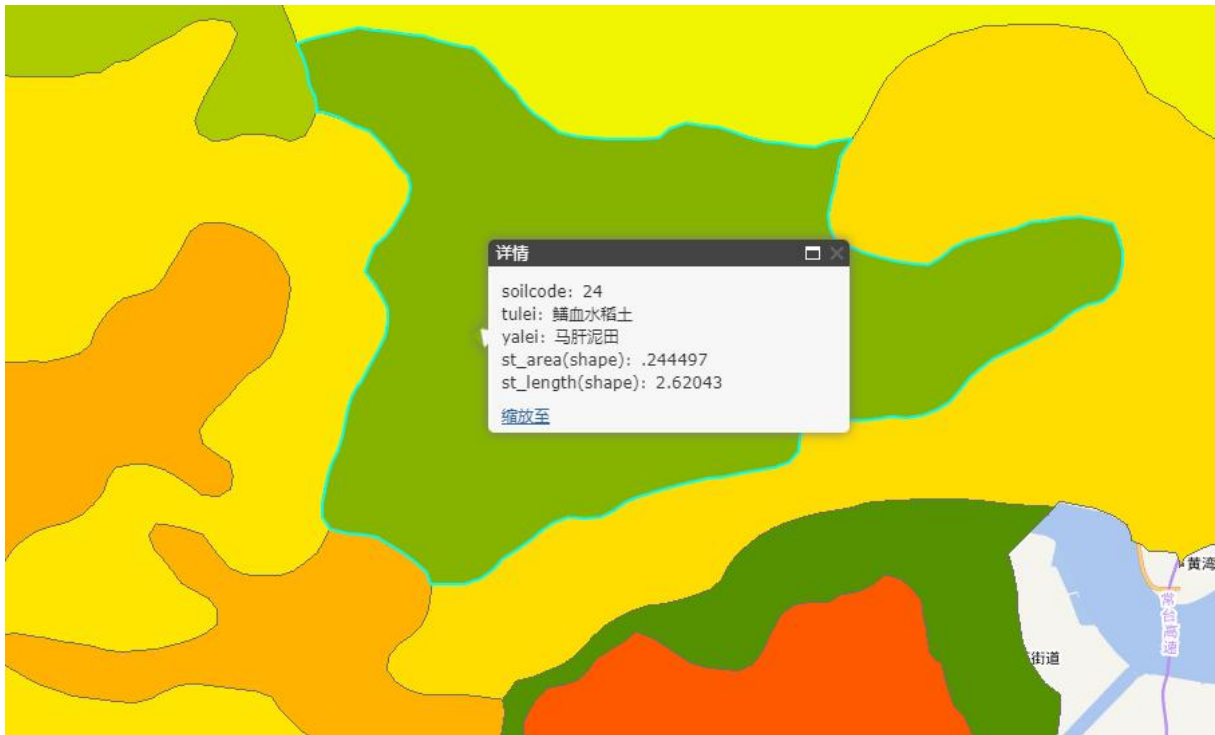 详情
soilcode: 24
tulei: 鳝血水稻土
yalei: 马肝泥田
st_area(shape): .244497
st_length(shape): 2.62043
缩放至
黄湾
常台高速
街道